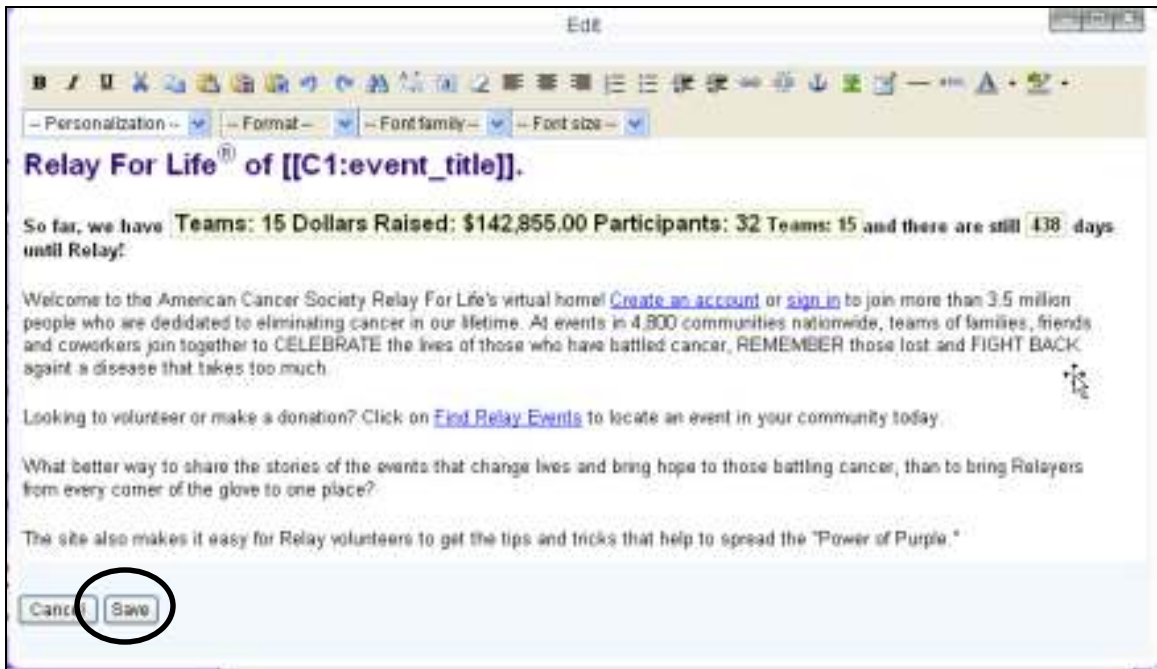 Edit
B I U
-- Personalization -- -- Format -- -- Font family -- -- Font size --
Relay For Life® of [[C1:event_title]].
So far, we have Teams: 15 Dollars Raised: $142,855.00 Participants: 32 Teams: 15 and there are still 438 days
until Relay!
Welcome to the American Cancer Society Relay For Life's virtual home! Create an account or sign in to join more than 3.5 million
people who are dedidated to eliminating cancer in our lifetime. At events in 4,800 communities nationwide, teams of families, friends
and coworkers join together to CELEBRATE the lives of those who have battled cancer, REMEMBER those lost and FIGHT BACK
againt a disease that takes too much.
Looking to volunteer or make a donation? Click on Find Relay Events to locate an event in your community today.
What better way to share the stories of the events that change lives and bring hope to those battling cancer, than to bring Relayers
from every corner of the glove to one place?
The site also makes it easy for Relay volunteers to get the tips and tricks that help to spread the "Power of Purple."
Cancel Save